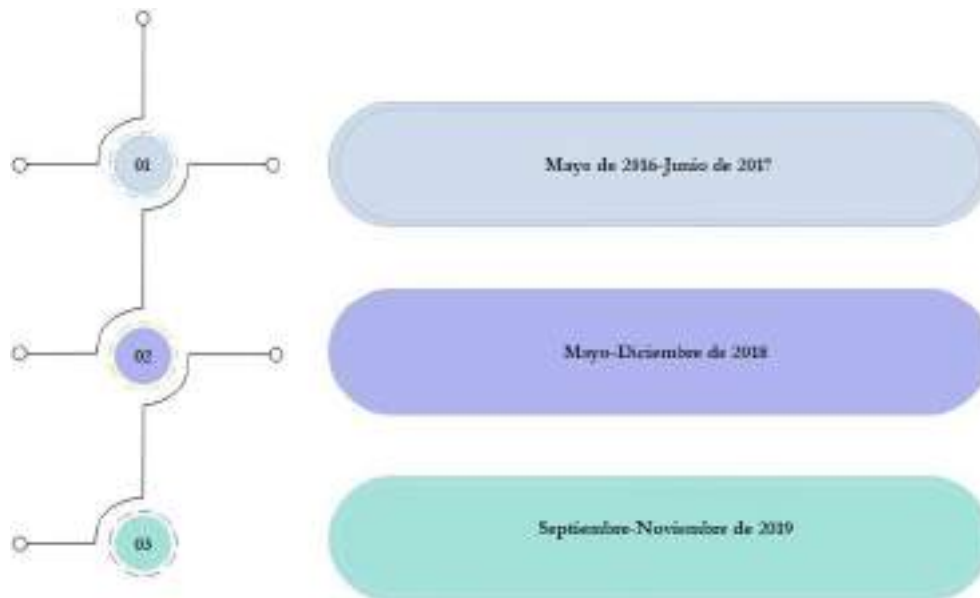 01
Mayo de 2016-Junio de 2017
02
Mayo-Diciembre de 2018
03
Septiembre-Noviembre de 2019